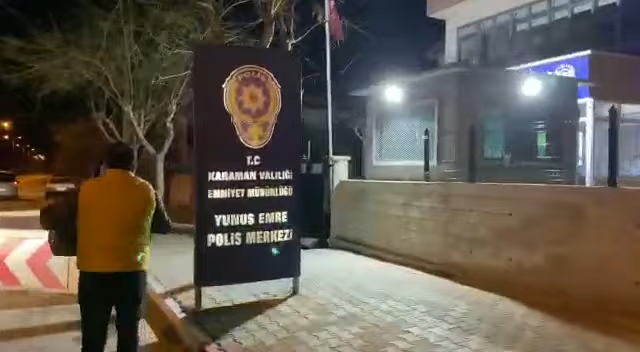 POLİS
T.C
KARAMAN VALİLİĞİ
EMNİYET MÜDÜRLÜĞÜ
YUNUS EMRE
POLİS MERKEZİ